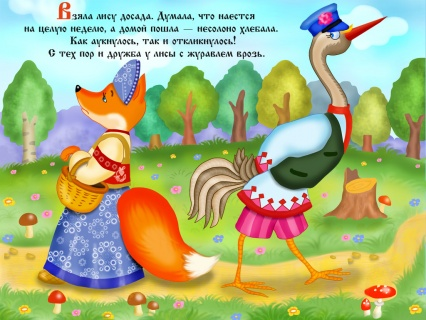 Взяла лису досада. Думала, что наестся
на целую неделю, а домой пошла — несолоно хлебала.
Как аукнулось, так и откликнулось!
С тех пор и дружба у лисы с журавлем врозь.